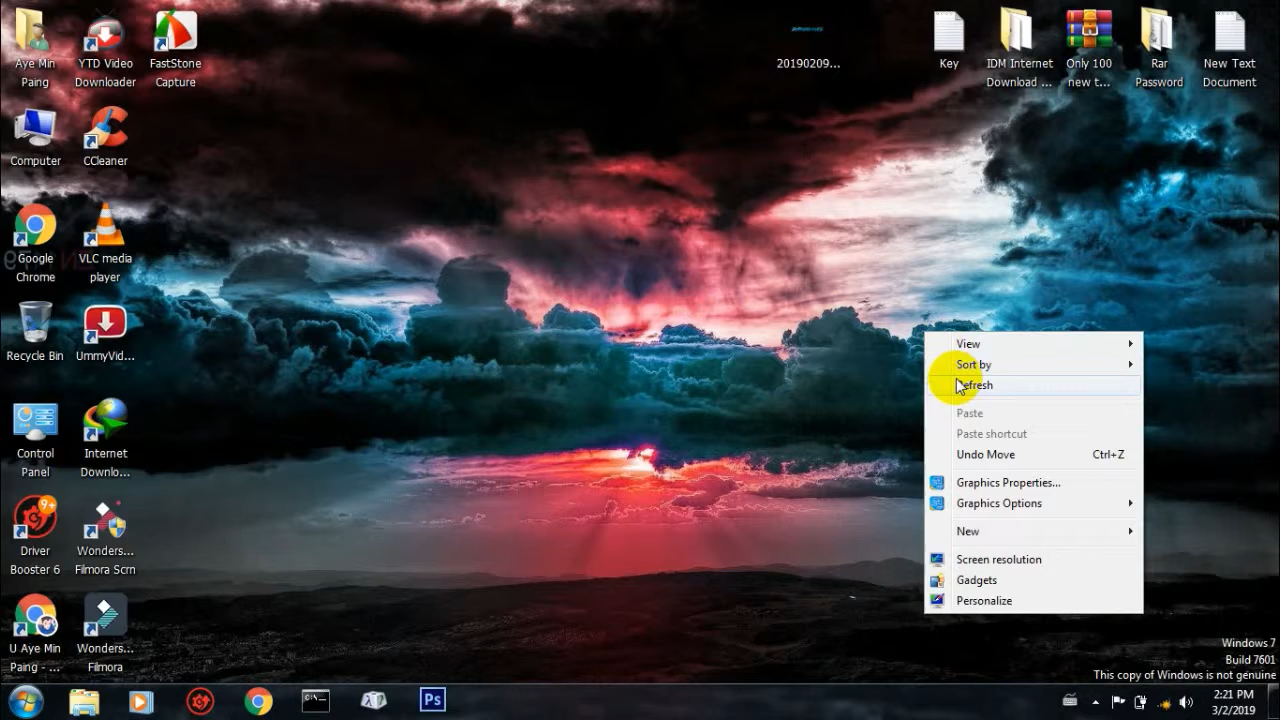 Aye Min
Paing
YTD Video
Downloader
FastStone
Capture
20190209...
Key
IDM Internet
Download ...
Only 100
new t...
Rar
Password
New Text
Document
Computer
CCleaner
Google
Chrome
VLC media
player
Recycle Bin
UmmyVid...
Control
Panel
Internet
Downlo...
Driver
Booster 6
Wonders...
Filmora Scrn
U Aye Min
Paing - ...
Wonders...
Filmora
View
Sort by
Refresh
Paste
Paste shortcut
Undo Move Ctrl+Z
Graphics Properties...
Graphics Options
New
Screen resolution
Gadgets
Personalize
Windows 7
Build 7601
This copy of Windows is not genuine
Ps
2:21 PM
3/2/2019